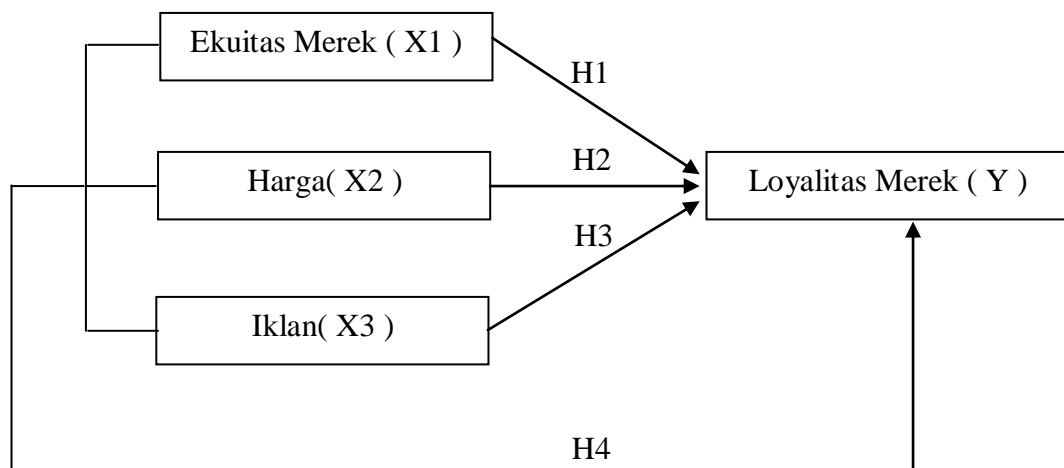 Ekuitas Merek ( X1 )
H1
Harga( X2 )
H2
Loyalitas Merek ( Y )
H3
Iklan( X3 )
H4